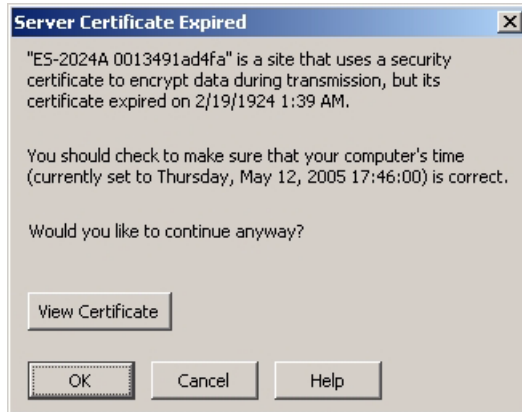 Server Certificate Expired
"ES-2024A 0013491ad4fa" is a site that uses a security
certificate to encrypt data during transmission, but its
certificate expired on 2/19/1924 1:39 AM.
You should check to make sure that your computer's time
(currently set to Thursday, May 12, 2005 17:46:00) is correct.
Would you like to continue anyway?
View Certificate
OK Cancel Help